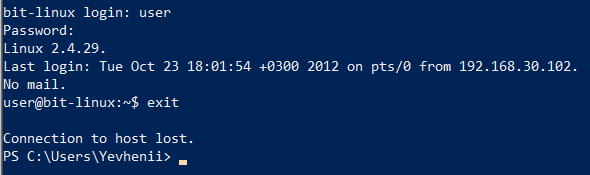 bit-linux login: user
Password:
Linux 2.4.29.
Last login: Tue Oct 23 18:01:54 +0300 2012 on pts/0 from 192.168.30.102.
No mail.
user@bit-linux:~$ exit
Connection to host lost.
PS C:\Users\Yevhenii>